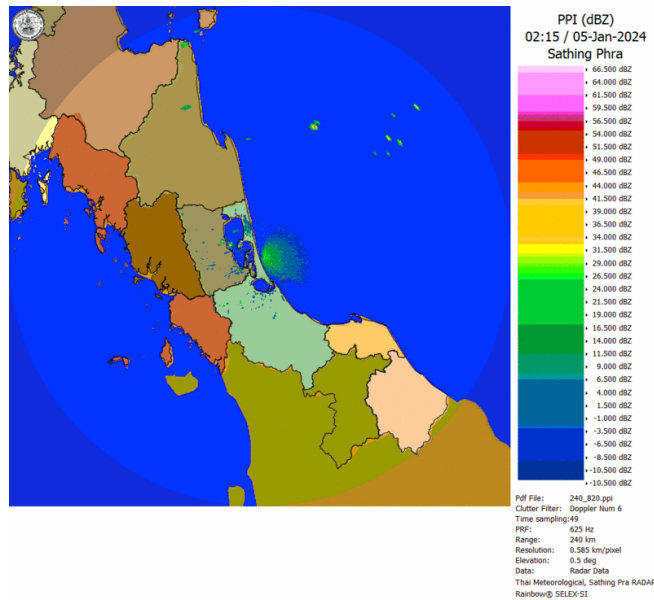 PPI (dBZ)
02:15 / 05-Jan-2024
Sathing Phra
66.500 dBZ
64.000 dBZ
61.500 dBZ
59.500 dBZ
56.500 dBZ
54.000 dBZ
51.500 dBZ
49.000 dBZ
46.500 dBZ
44.000 dBZ
41.500 dBZ
39.000 dBZ
36.500 dBZ
34.000 dBZ
31.500 dBZ
29.000 dBZ
26.500 dBZ
24.000 dBZ
21.500 dBZ
19.000 dBZ
16.500 dBZ
14.000 dBZ
11.500 dBZ
9.000 dBZ
6.500 dBZ
4.000 dBZ
1.500 dBZ
-1.000 dBZ
-3.500 dBZ
-6.500 dBZ
-8.500 dBZ
-10.500 dBZ
-10.500 dBZ
Pdf File: 240_820.ppi
Clutter Filter: Doppler Num 6
Time sampling:49
PRF: 625 Hz
Range: 240 km
Resolution: 0.585 km/pixel
Elevation: 0.5 deg
Data: Radar Data
Thai Meteorological, Sathing Pra RADAR
Rainbow® SELEX-SI